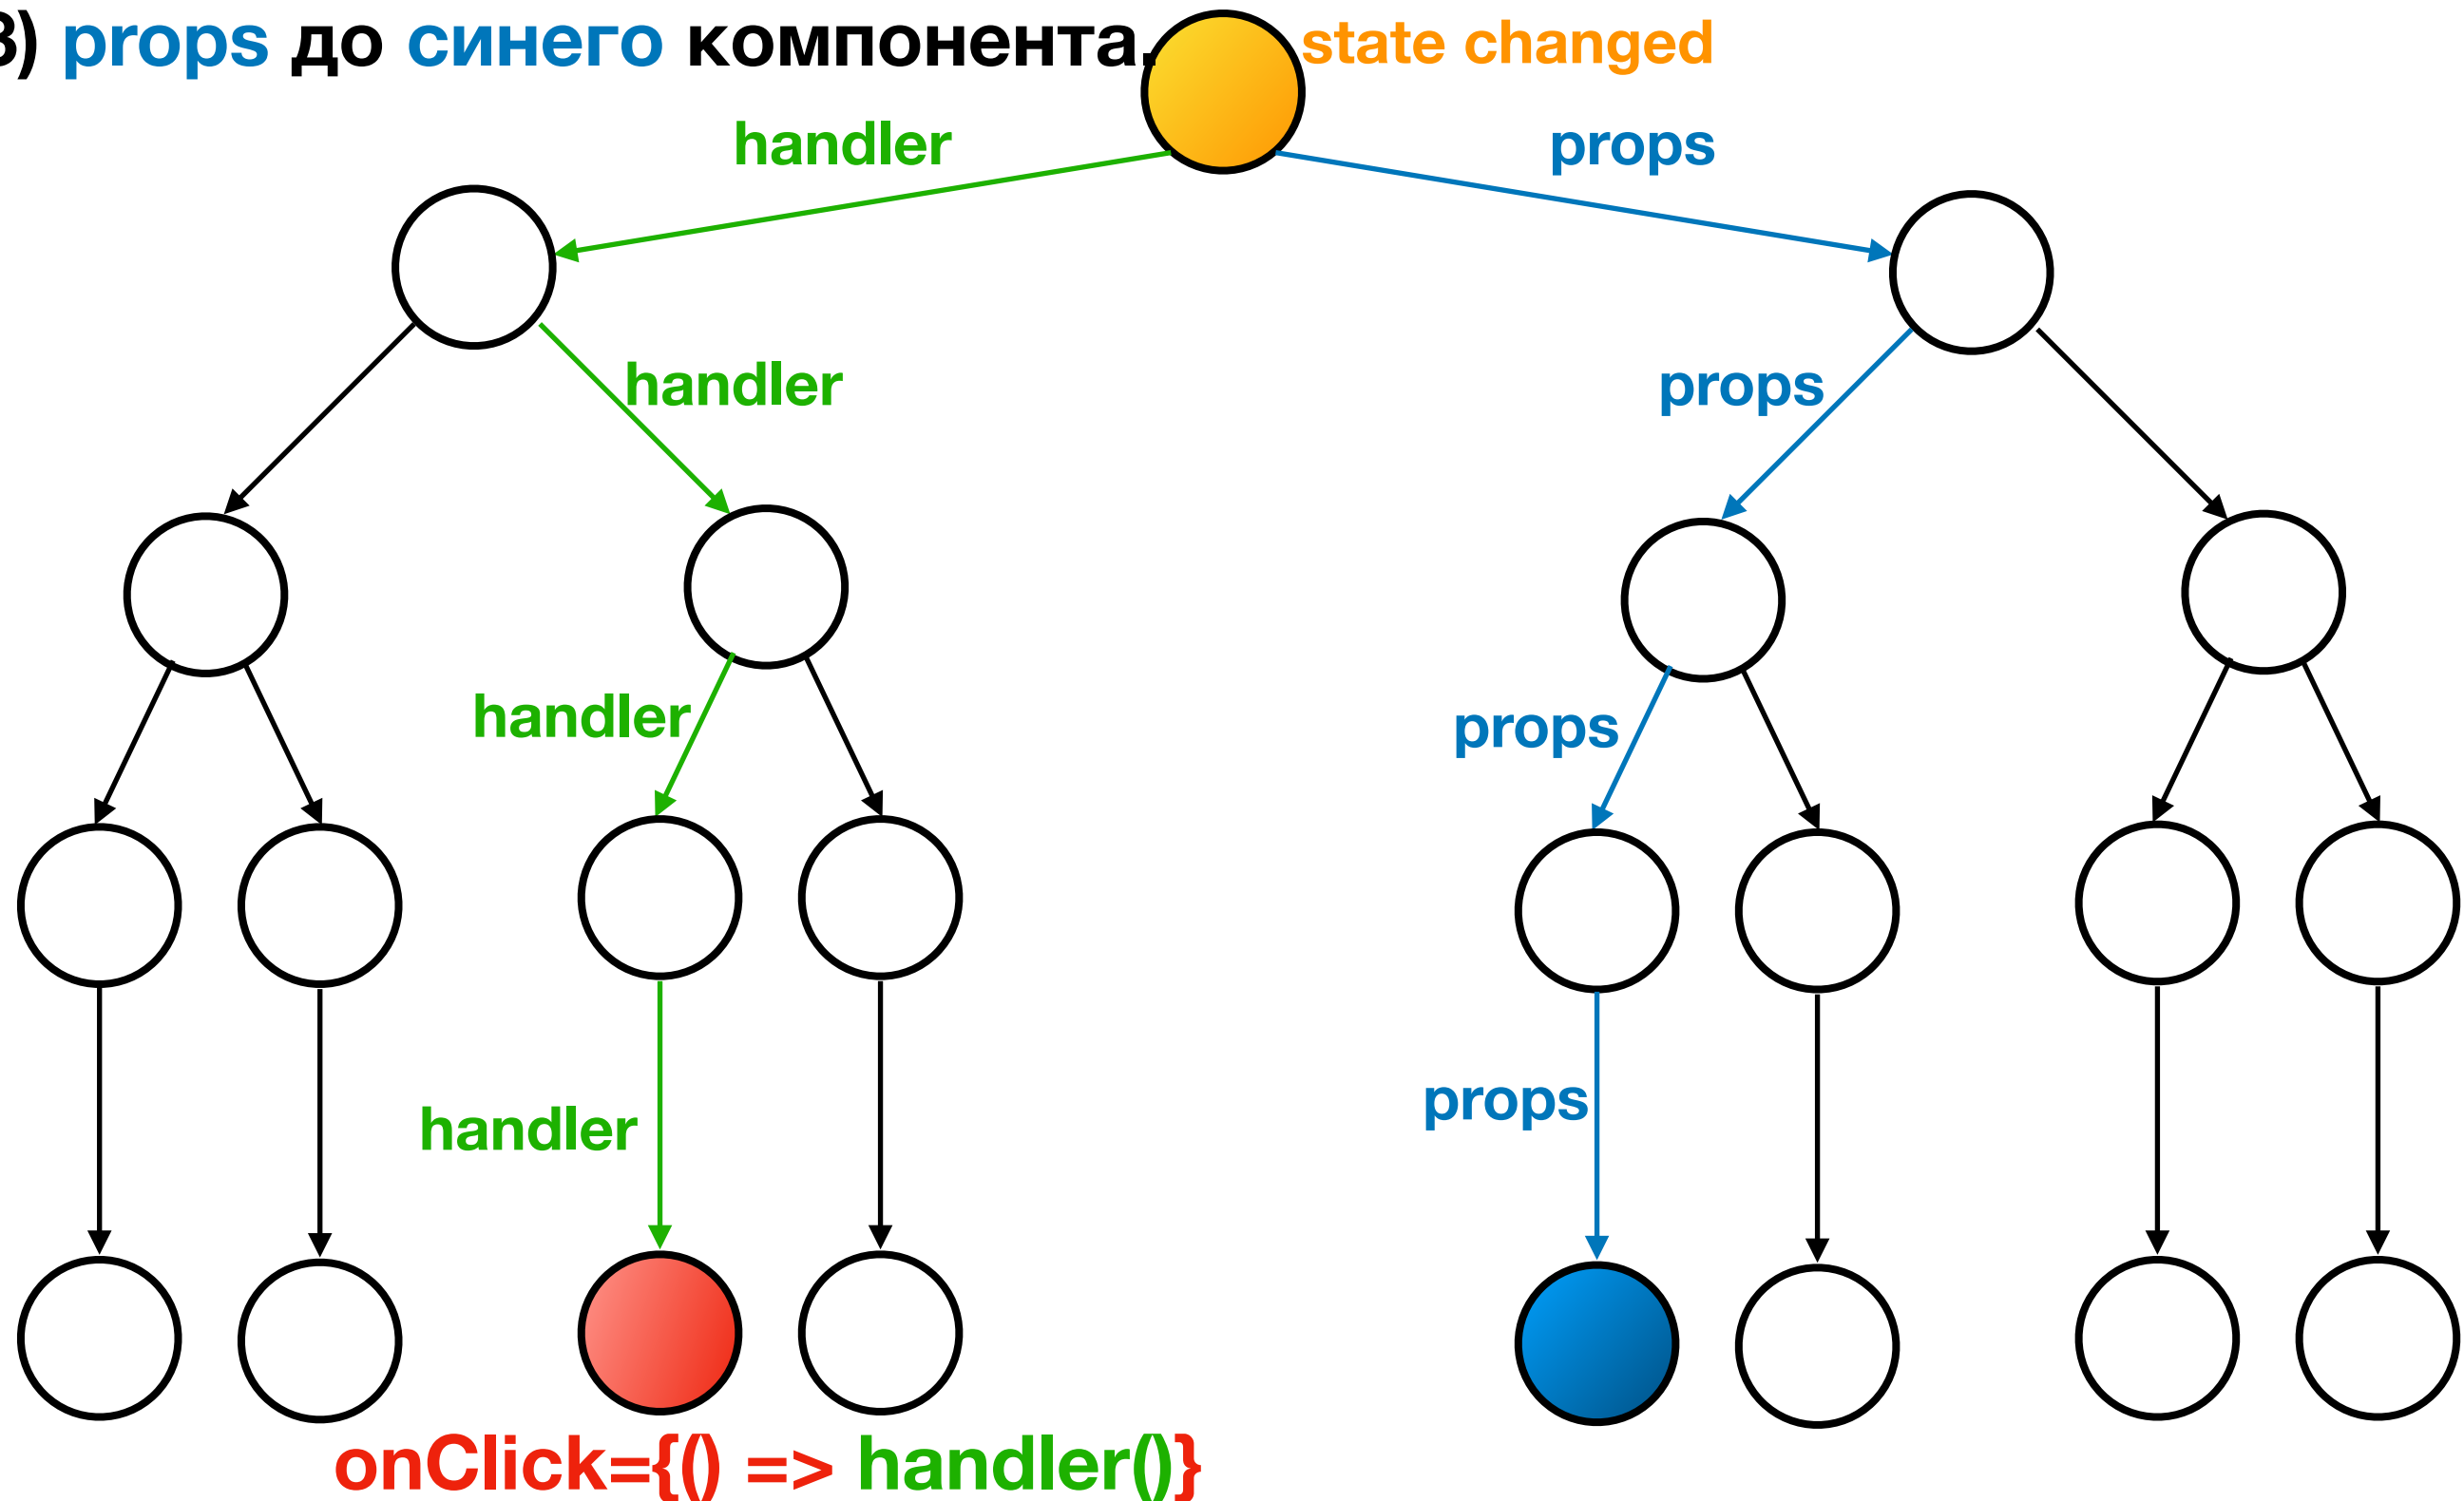 3) props до синего компонента.
state changed
handler
props
handler
props
handler
props
handler
props
onClick={() => handler()}